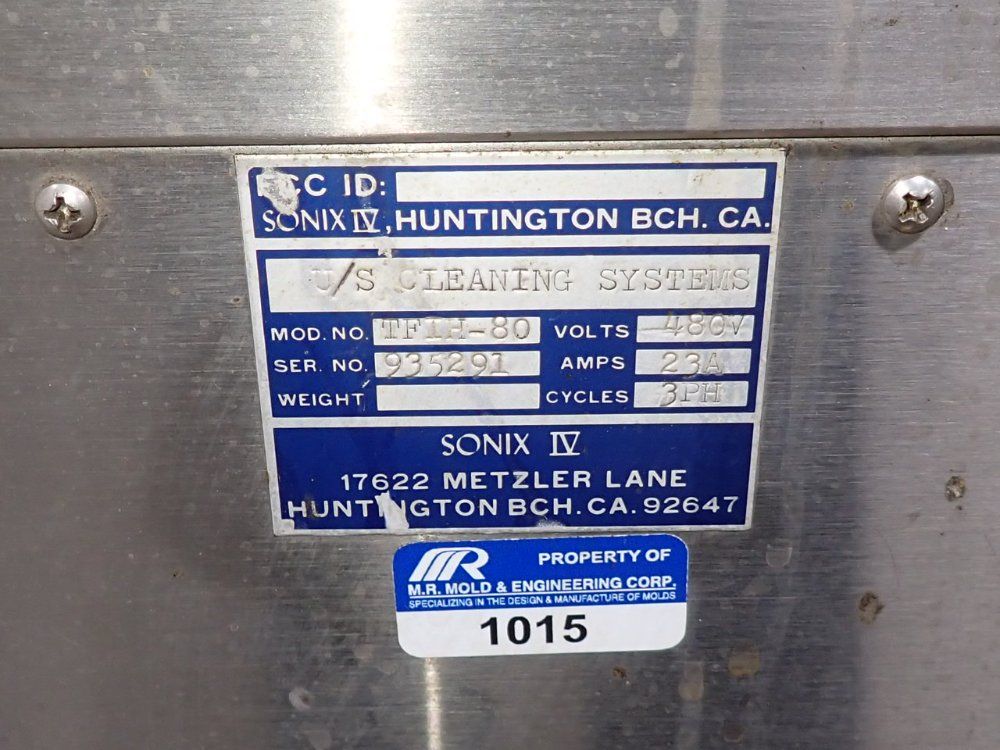 FCC ID:
SONIX IV, HUNTINGTON BCH. CA.
U/S CLEANING SYSTEMS
MOD. NO. TFIH-80 VOLTS 480V
SER. NO. 935291 AMPS 23A
WEIGHT CYCLES 3PH
SONIX IV
17622 METZLER LANE
HUNTINGTON BCH. CA. 92647
MR PROPERTY OF
M.R. MOLD & ENGINEERING CORP.
SPECIALIZING IN THE DESIGN & MANUFACTURE OF MOLDS
1015